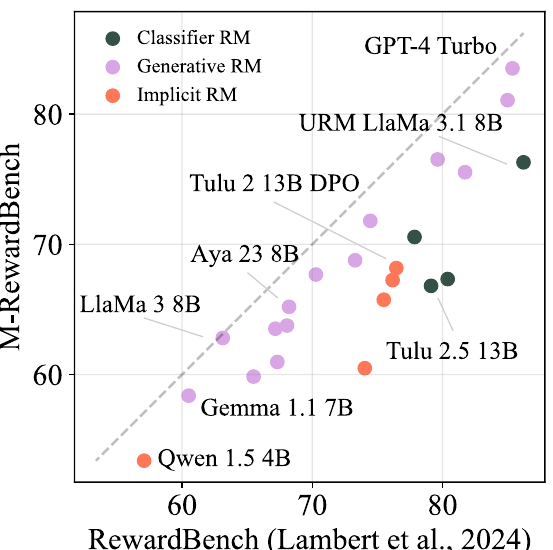 Classifier RM
Generative RM
Implicit RM
GPT-4 Turbo
URM LlaMa 3.1 8B
Tulu 2 13B DPO
Aya 23 8B
LlaMa 3 8B
Tulu 2.5 13B
Gemma 1.1 7B
Qwen 1.5 4B
M-RewardBench
80
70
60
60 70 80
RewardBench (Lambert et al., 2024)